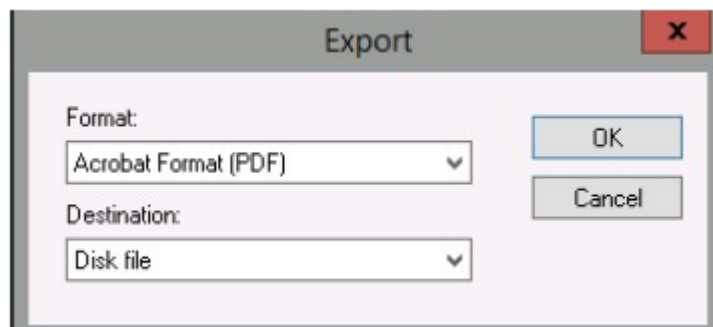 Export
x
Format:
Acrobat Format (PDF)
OK
Destination:
Cancel
Disk file